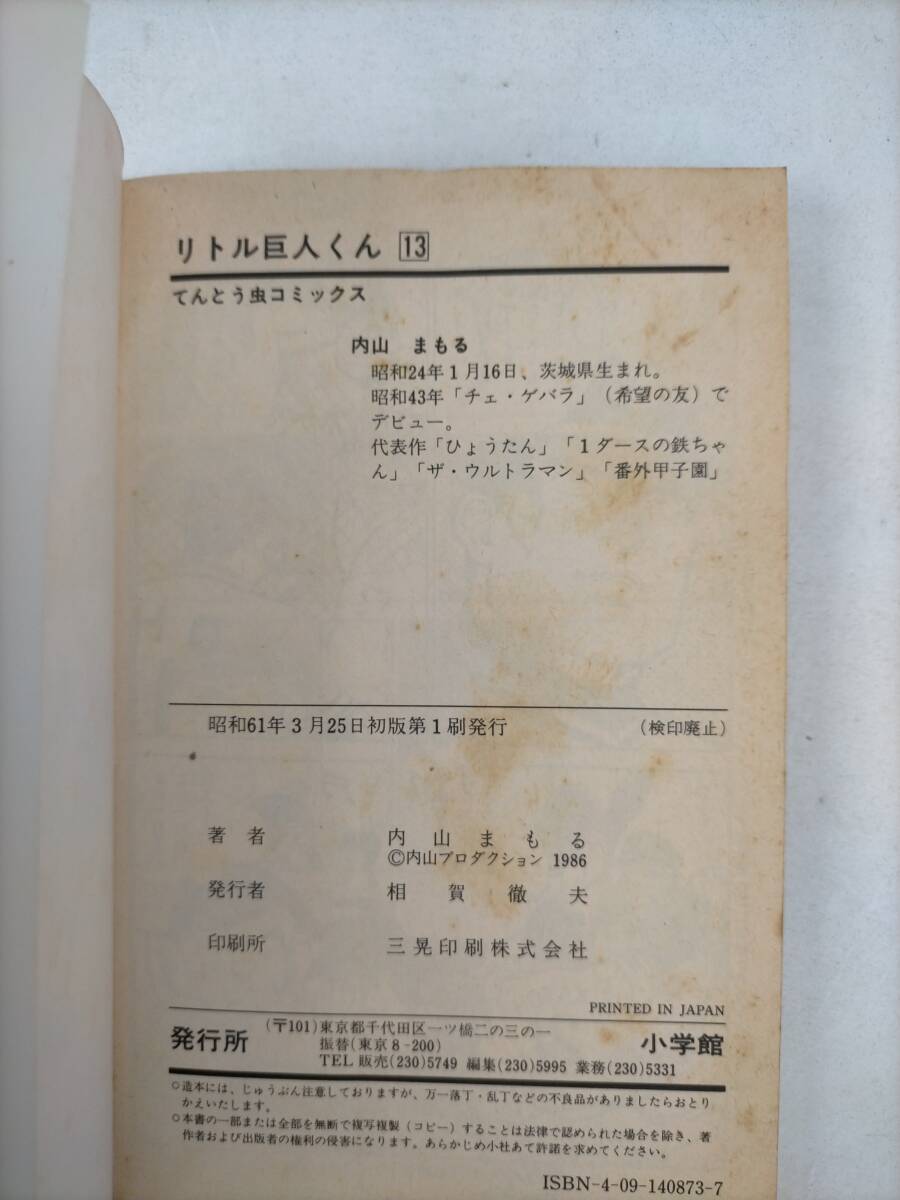 リトル巨人くん 13
てんとう虫コミックス
内山 まもる
昭和24年1月16日、茨城県生まれ。
昭和43年「チェ・ゲバラ」(希望の友)で
デビュー。
代表作「ひょうたん」「1ダースの鉄ちゃ
ん」「ザ・ウルトラマン」「番外甲子園」
昭和61年3月25日初版第1刷発行 (検印廃止)
著者 内山まもる
©内山プロダクション 1986
発行者 相賀徹夫
印刷所 三晃印刷株式会社
PRINTED IN JAPAN
発行所 (〒101)東京都千代田区一ツ橋二の三の一 小学館
振替(東京8-200)
TEL 販売(230)5749 編集(230)5995 業務(230)5331
○造本には、じゅうぶん注意しておりますが、万一落丁・乱丁などの不良品がありましたらおとり
かえいたします。
○本書の一部または全部を無断で複写複製(コピー)することは法律で認められた場合を除き、著
作者および出版者の権利の侵害になります。あらかじめ小社あて許諾を求めてください。
ISBN-4-09-140873-7